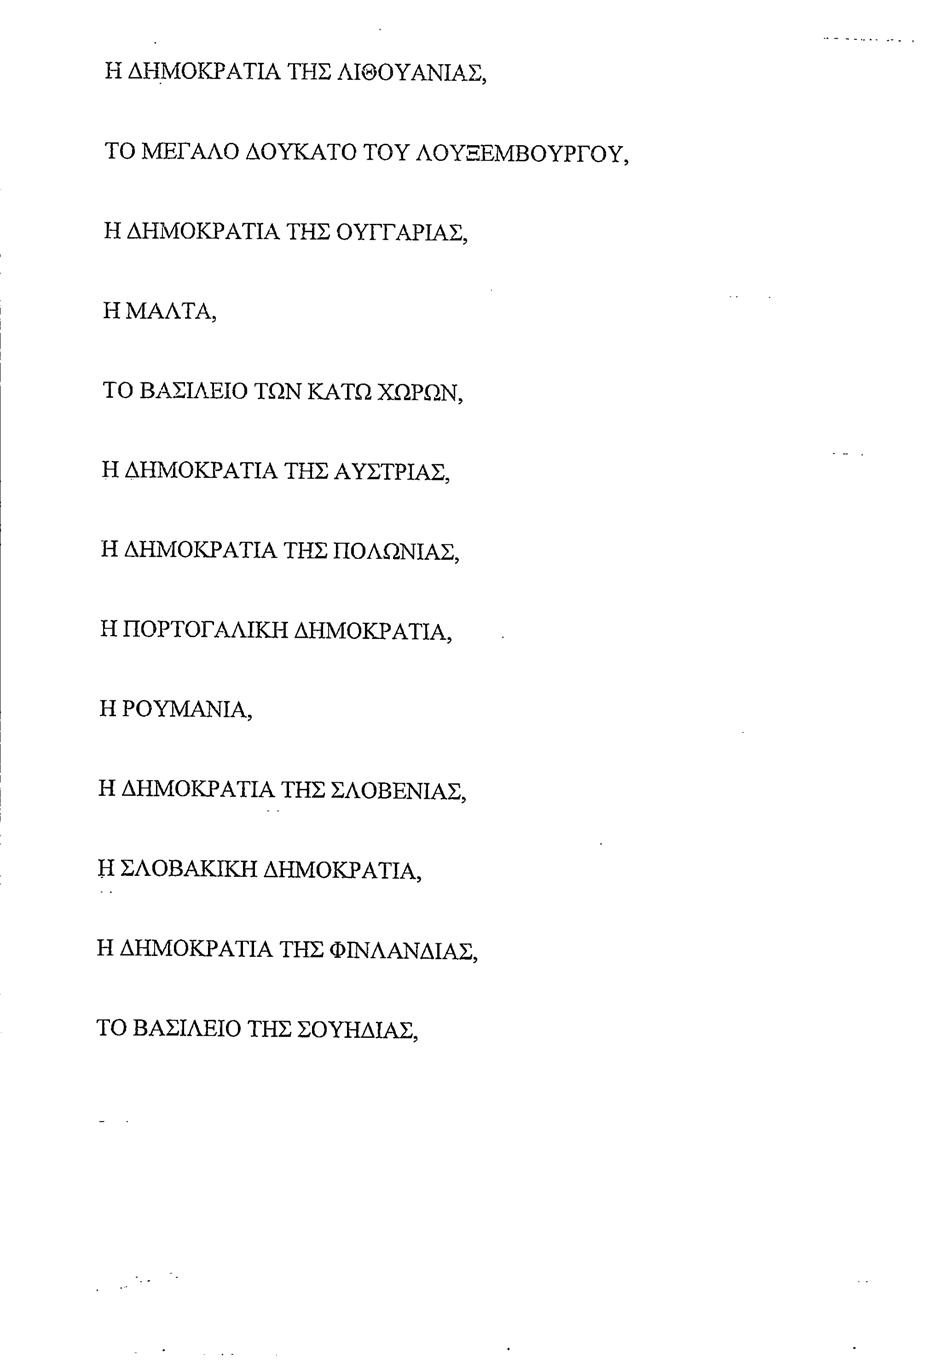 Η ΔΗΜΟΚΡΑΤΙΑ ΤΗΣ ΛΙΘΟΥΑΝΙΑΣ,
ΤΟ ΜΕΓΑΛΟ ΔΟΥΚΑΤΟ ΤΟΥ ΛΟΥΞΕΜΒΟΥΡΓΟΥ,
Η ΔΗΜΟΚΡΑΤΙΑ ΤΗΣ ΟΥΓΓΑΡΙΑΣ,
Η ΜΑΛΤΑ,
ΤΟ ΒΑΣΙΛΕΙΟ ΤΩΝ ΚΑΤΩ ΧΩΡΩΝ,
Η ΔΗΜΟΚΡΑΤΙΑ ΤΗΣ ΑΥΣΤΡΙΑΣ,
Η ΔΗΜΟΚΡΑΤΙΑ ΤΗΣ ΠΟΛΩΝΙΑΣ,
Η ΠΟΡΤΟΓΑΛΙΚΗ ΔΗΜΟΚΡΑΤΙΑ,
Η ΡΟΥΜΑΝΙΑ,
Η ΔΗΜΟΚΡΑΤΙΑ ΤΗΣ ΣΛΟΒΕΝΙΑΣ,
Η ΣΛΟΒΑΚΙΚΗ ΔΗΜΟΚΡΑΤΙΑ,
Η ΔΗΜΟΚΡΑΤΙΑ ΤΗΣ ΦΙΝΛΑΝΔΙΑΣ,
ΤΟ ΒΑΣΙΛΕΙΟ ΤΗΣ ΣΟΥΗΔΙΑΣ,